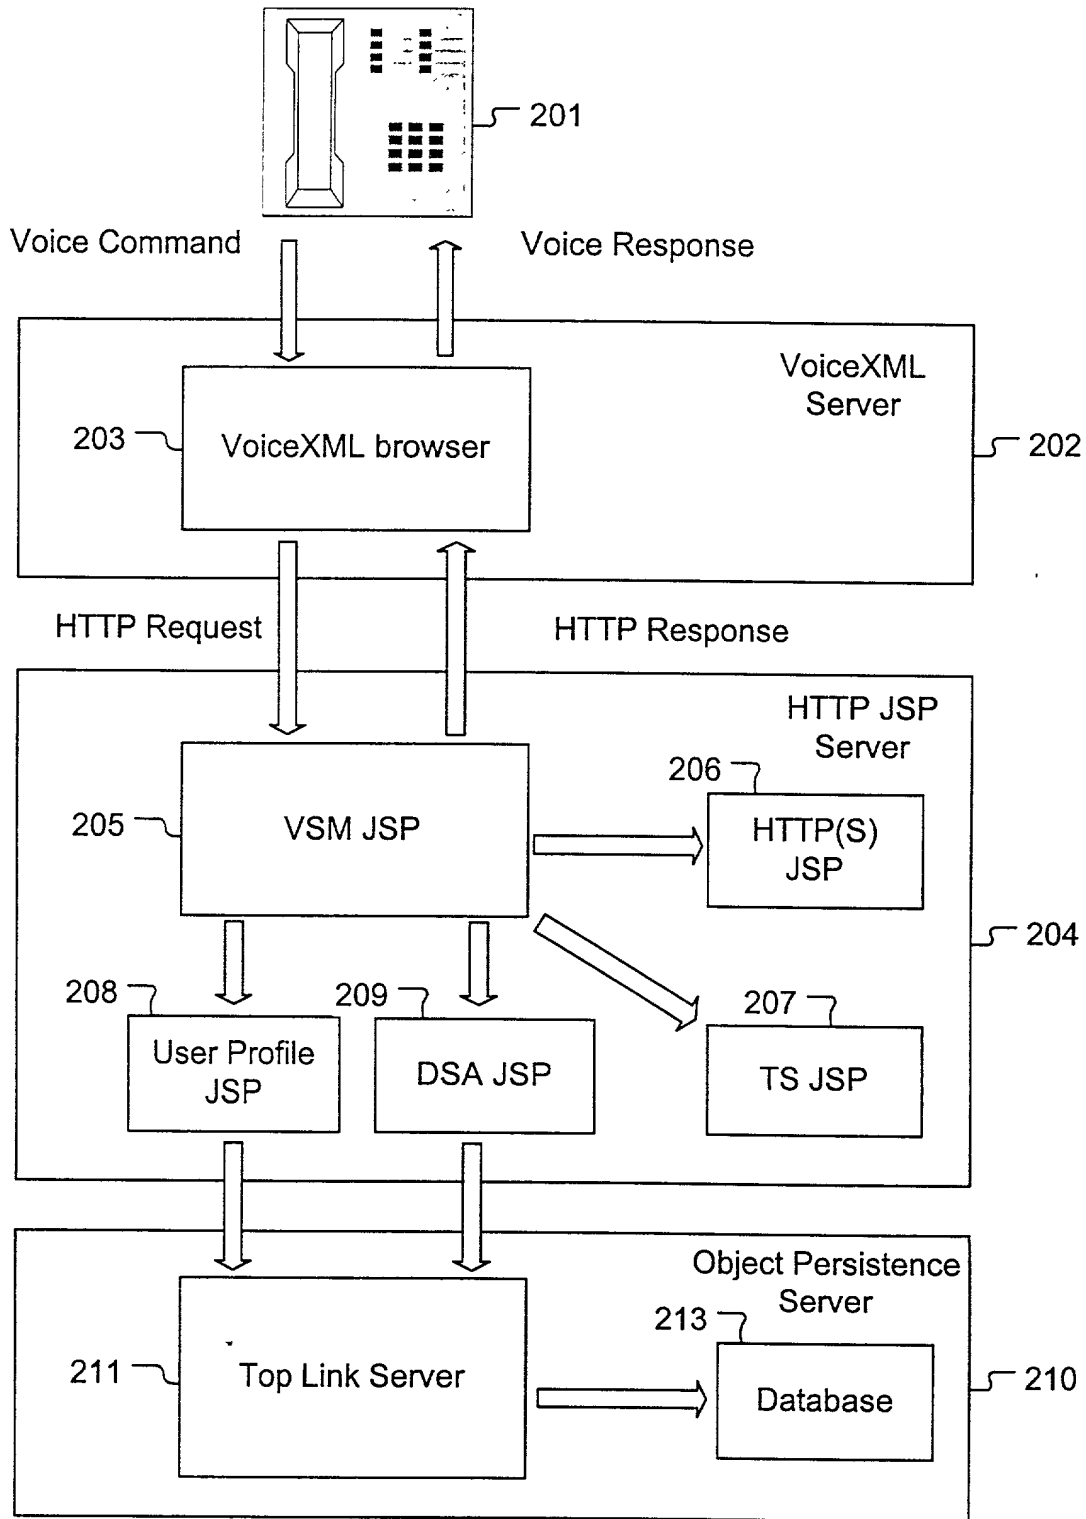 201
Voice Command
Voice Response
VoiceXML
Server
203
VoiceXML browser
202
HTTP Request
HTTP Response
HTTP JSP
Server
206
205
VSM JSP
HTTP(S)
JSP
204
208
209
207
User Profile
JSP
DSA JSP
TS JSP
Object Persistence
Server
213
211
Top Link Server
Database
210